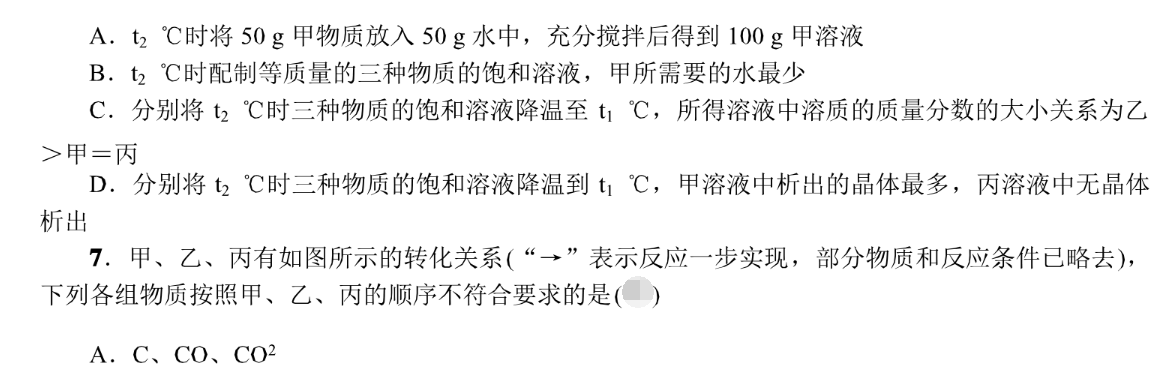 A．t₂ ℃时将 50 g 甲物质放入 50 g 水中，充分搅拌后得到 100 g 甲溶液
B．t₂ ℃时配制等质量的三种物质的饱和溶液，甲所需要的水最少
C．分别将 t₂ ℃时三种物质的饱和溶液降温至 t₁ ℃，所得溶液中溶质的质量分数的大小关系为乙
＞甲＝丙
D．分别将 t₂ ℃时三种物质的饱和溶液降温到 t₁ ℃，甲溶液中析出的晶体最多，丙溶液中无晶体
析出
7．甲、乙、丙有如图所示的转化关系(“→”表示反应一步实现，部分物质和反应条件已略去)，
下列各组物质按照甲、乙、丙的顺序不符合要求的是( )
A．C、CO、CO²